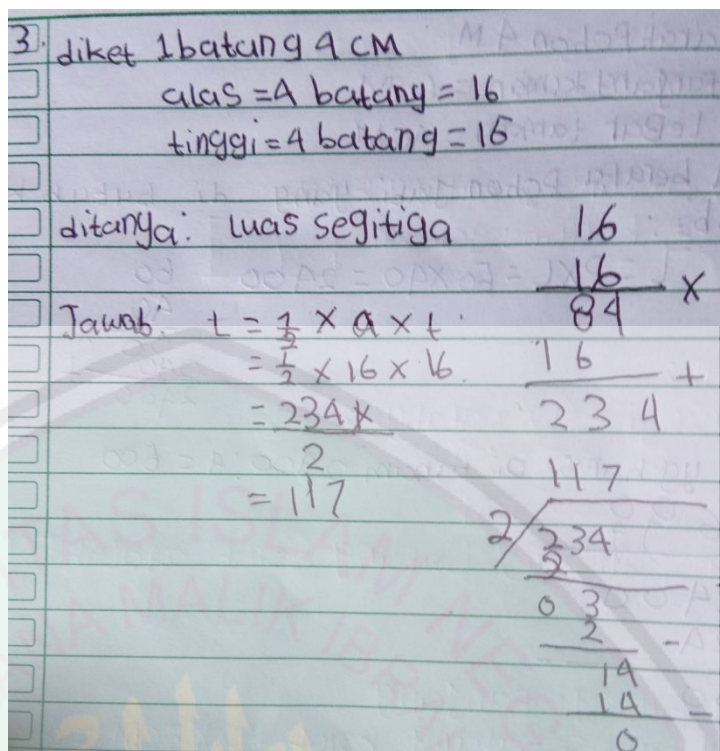 3. diket 1 batang 4 CM
alas = 4 batang = 16
tinggi = 4 batang = 16
ditanya: luas segitiga
Jawab: L = 1/2 x a x t.
= 1/2 x 16 x 16.
= 234
2
= 117
16
16 x
84
16 +
234
117
2/234
2
03
2 -
14
14 -
0